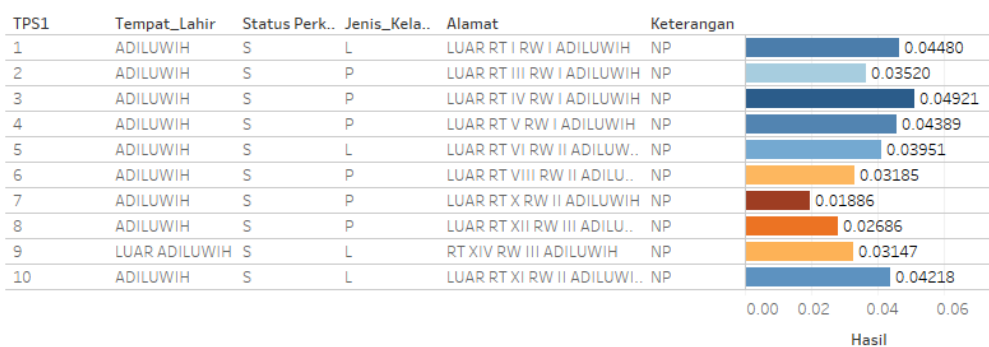 TPS1 Tempat_Lahir Status Perk.. Jenis_Kela.. Alamat Keterangan
1 ADILUWIH S L LUAR RT I RW I ADILUWIH NP 0.04480
2 ADILUWIH S P LUAR RT III RW I ADILUWIH NP 0.03520
3 ADILUWIH S P LUAR RT IV RW I ADILUWIH NP 0.04921
4 ADILUWIH S P LUAR RT V RW I ADILUWIH NP 0.04389
5 ADILUWIH S L LUAR RT VI RW II ADILUW.. NP 0.03951
6 ADILUWIH S P LUAR RT VIII RW II ADILU.. NP 0.03185
7 ADILUWIH S P LUAR RT X RW II ADILUWIH NP 0.01886
8 ADILUWIH S P LUAR RT XII RW III ADILU.. NP 0.02686
9 LUAR ADILUWIH S L RT XIV RW III ADILUWIH NP 0.03147
10 ADILUWIH S L LUAR RT XI RW II ADILUWI.. NP 0.04218
0.00 0.02 0.04 0.06
Hasil